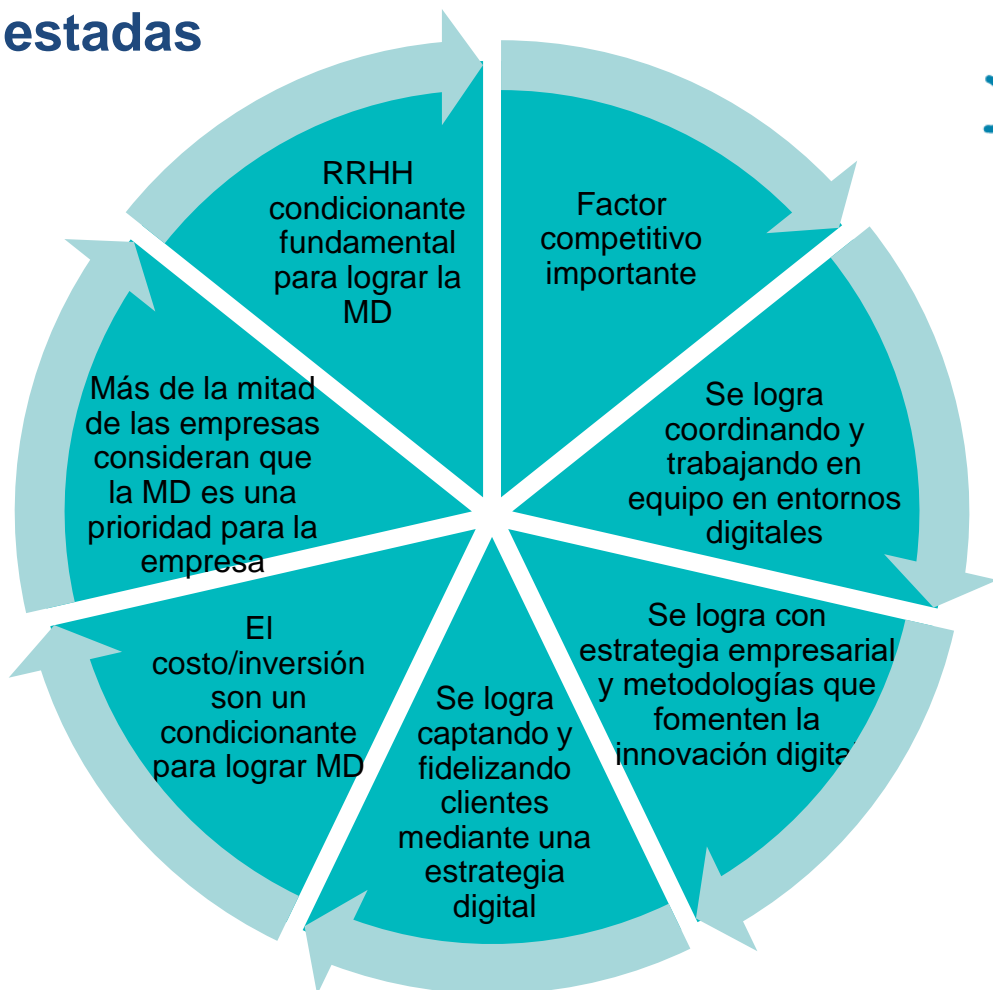 estadas
RRHH
condicionante
fundamental
para lograr la
MD
Factor
competitivo
importante
Se logra
coordinando y
trabajando en
equipo en entornos
digitales
Se logra con
estrategia empresarial
y metodologías que
fomenten la
innovación digita
Se logra
captando y
fidelizando
clientes
mediante una
estrategia
digital
El
costo/inversión
son un
condicionante
para lograr MD
Más de la mitad
de las empresas
consideran que
la MD es una
prioridad para la
empresa